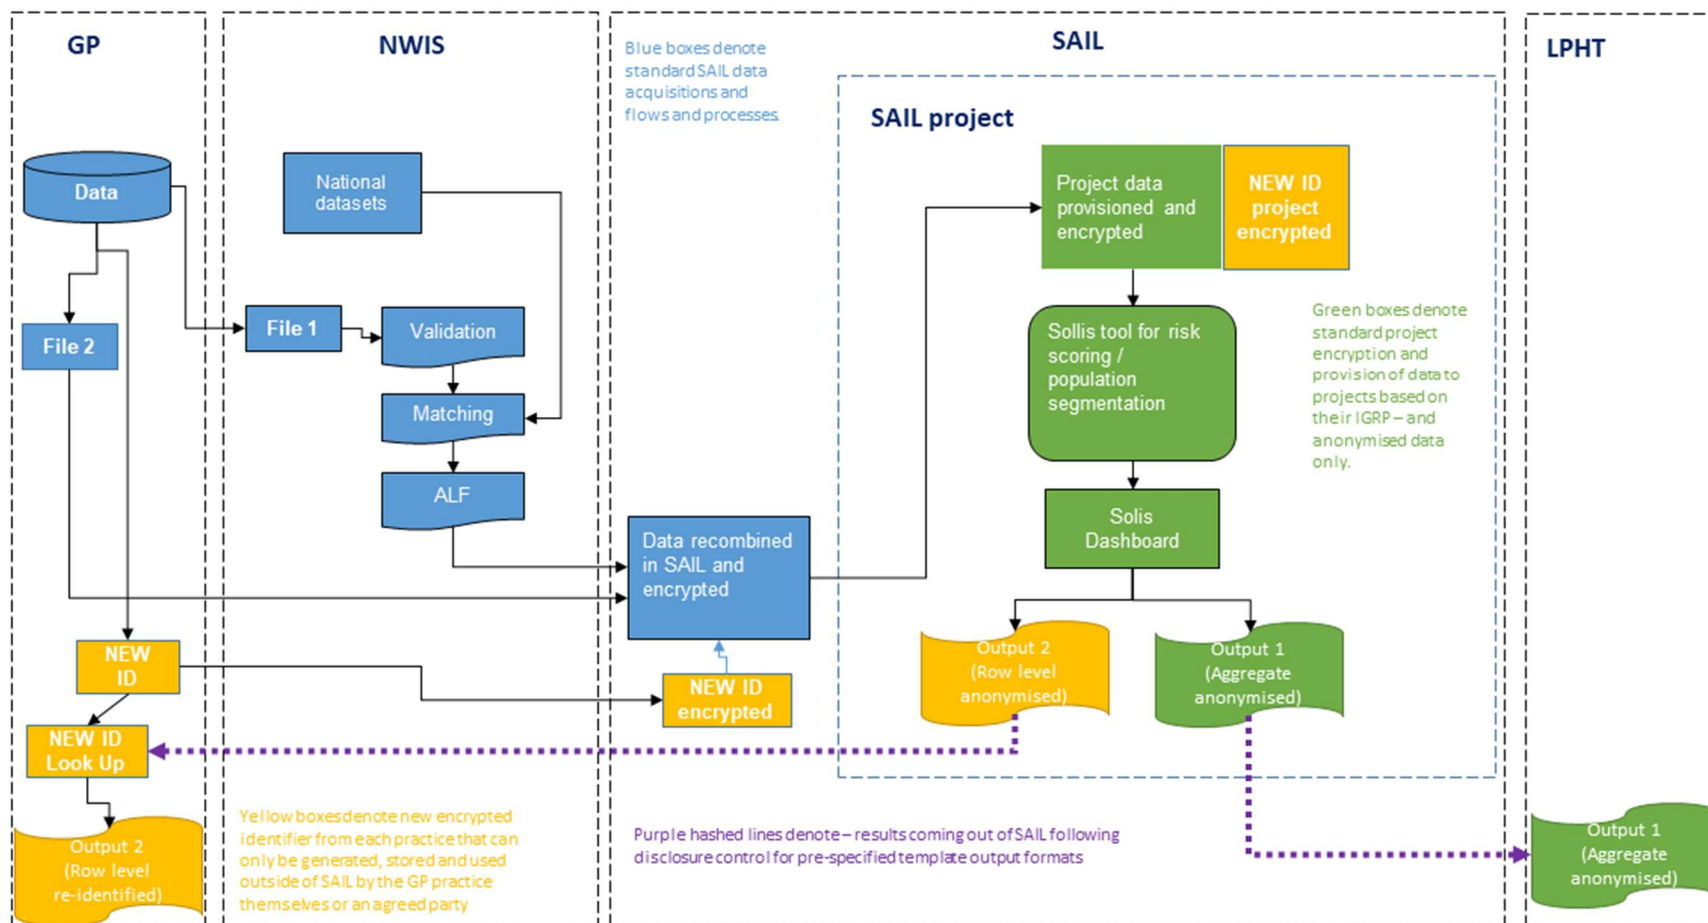 GP
NWIS
SAIL
LPHT
Blue boxes denote
standard SAIL data
acquisitions and
flows and processes.
SAIL project
Data
National
datasets
Project data
provisioned and
encrypted
NEW ID
project
encrypted
File 2
File 1
Validation
Matching
ALF
Sollis tool for risk
scoring /
population
segmentation
Green boxes denote
standard project
encryption and
provision of data to
projects based on
their IGRP – and
anonymised data
only.
Data recombined
in SAIL and
encrypted
Solis
Dashboard
NEW
ID
NEW ID
encrypted
Output 2
(Row level
anonymised)
Output 1
(Aggregate
anonymised)
NEW ID
Look Up
Output 2
(Row level
re-identified)
Yellow boxes denote new encrypted
identifier from each practice that can
only be generated, stored and used
outside of SAIL by the GP practice
themselves or an agreed party
Purple hashed lines denote – results coming out of SAIL following
disclosure control for pre-specified template output formats
Output 1
(Aggregate
anonymised)